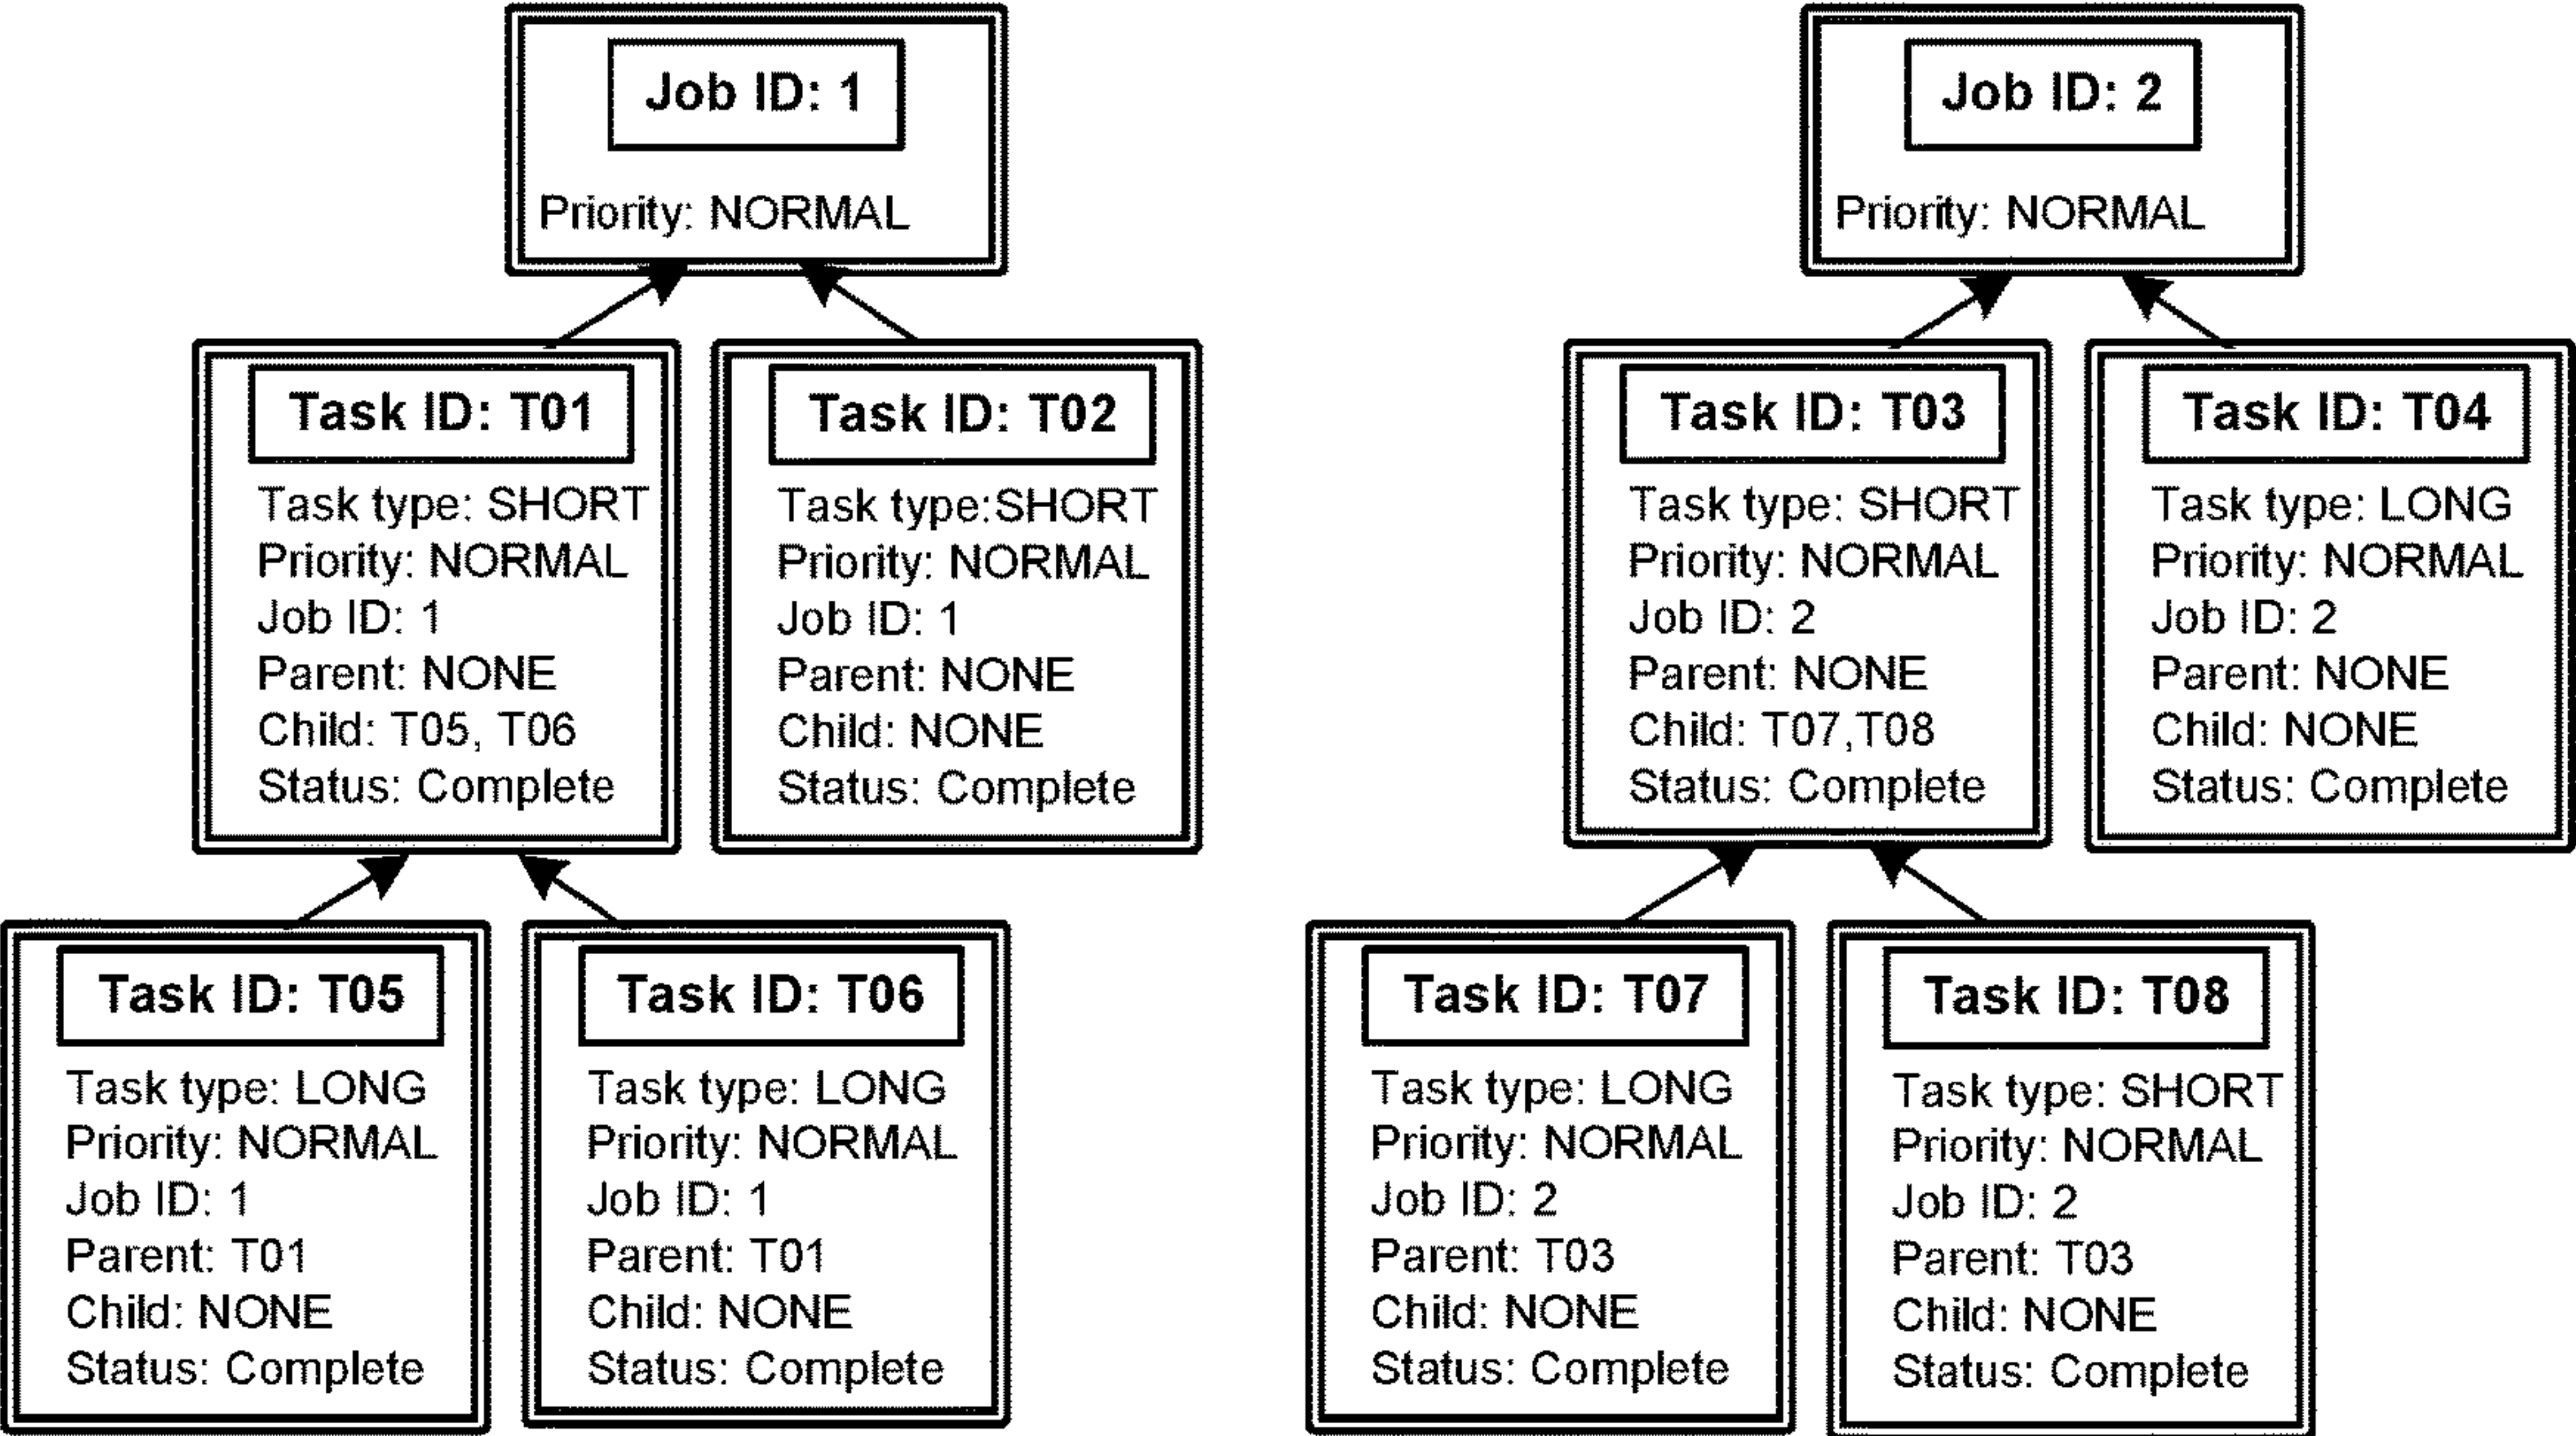 Job ID: 1
Priority: NORMAL
Job ID: 2
Priority: NORMAL
Task ID: T01
Task type: SHORT
Priority: NORMAL
Job ID: 1
Parent: NONE
Child: T05, T06
Status: Complete
Task ID: T02
Task type:SHORT
Priority: NORMAL
Job ID: 1
Parent: NONE
Child: NONE
Status: Complete
Task ID: T03
Task type: SHORT
Priority: NORMAL
Job ID: 2
Parent: NONE
Child: T07,T08
Status: Complete
Task ID: T04
Task type: LONG
Priority: NORMAL
Job ID: 2
Parent: NONE
Child: NONE
Status: Complete
Task ID: T05
Task type: LONG
Priority: NORMAL
Job ID: 1
Parent: T01
Child: NONE
Status: Complete
Task ID: T06
Task type: LONG
Priority: NORMAL
Job ID: 1
Parent: T01
Child: NONE
Status: Complete
Task ID: T07
Task type: LONG
Priority: NORMAL
Job ID: 2
Parent: T03
Child: NONE
Status: Complete
Task ID: T08
Task type: SHORT
Priority: NORMAL
Job ID: 2
Parent: T03
Child: NONE
Status: Complete